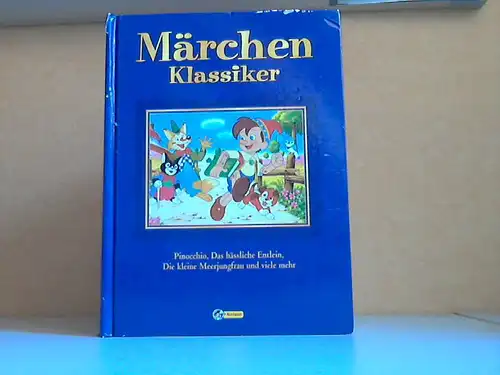 Märchen
Klassiker
Pinocchio, Das hässliche Entlein,
Die kleine Meerjungfrau und viele mehr